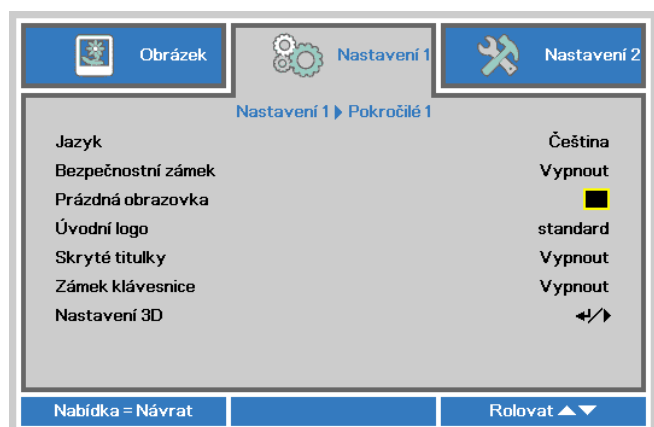 Obrázek Nastavení 1 Nastavení 2
Nastavení 1 Pokročilé 1
Jazyk Čeština
Bezpečnostní zámek Vypnout
Prázdná obrazovka
Úvodní logo standard
Skryté titulky Vypnout
Zámek klávesnice Vypnout
Nastavení 3D
Nabídka = Návrat Rolovat